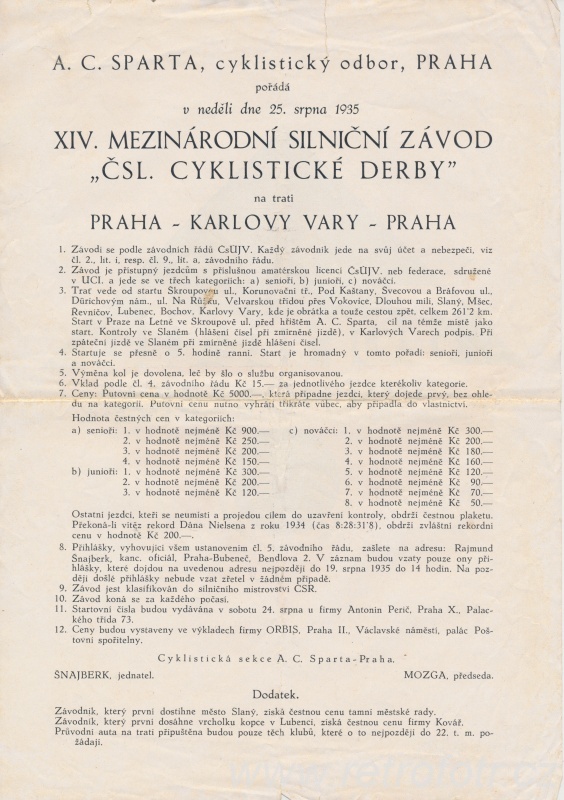 A. C. SPARTA, cyklistický odbor, PRAHA
pořádá
v neděli dne 25. srpna 1935
XIV. MEZINÁRODNÍ SILNIČNÍ ZÁVOD
„ČSL. CYKLISTICKÉ DERBY"
na trati
PRAHA - KARLOVY VARY - PRAHA
1. Závodí se podle závodních řádů ČsUJV. Každý závodník jede na svůj účet a nebezpečí, viz
čl. 2., lit. i, resp. čl. 9., lit. a, závodního řádu.
2. Závod je přístupný jezdcům s příslušnou amatérskou licencí ČsUJV. neb federace, sdružené
v UCI. a jede se ve třech kategoriích: a) senioři, b) junioři, c) nováčci.
3. Trať vede od startu Skroupovou ul., Korunovační tř., Pod Kaštany, Svecovou a Bráfovou ul.,
Dürichovým nám., ul. Na Růžku, Velvarskou třídou přes Vokovice, Dlouhou mili, Slaný, Mšec,
Revničov, Lubenec, Bochov, Karlovy Vary, kde je obrátka a touže cestou zpět, celkem 261'2 km.
Start v Praze na Letné ve Skroupově ul. před hřištěm A. C. Sparta, cíl na témže místě jako
start. Kontroly ve Slaném (hlášení čísel při zmírněné jízdě), v Karlových Varech podpis. Při
zpáteční jízdě ve Slaném při zmírněné jízdě hlášení čísel.
4. Startuje se přesně o 5. hodině ranní. Start je hromadný v tomto pořadí: senioři, junioři
a nováčci.
5. Výměna kol je dovolena, leč by šlo o službu organisovanou.
6. Vklad podle čl. 4. závodního řádu Kč 15.— za jednotlivého jezdce kterékoliv kategorie.
7. Ceny: Putovní cena v hodnotě Kč 5000.—, která připadne jezdci, který dojede prvý, bez ohle-
du na kategorii. Putovní cenu nutno vyhráti třikráte vůbec, aby připadla do vlastnictví.
Hodnota čestných cen v kategoriích:
a) senioři: 1. v hodnotě nejméně Kč 900.—
2. v hodnotě nejméně Kč 250.—
3. v hodnotě nejméně Kč 200.—
4. v hodnotě nejméně Kč 150.—
b) junioři: 1. v hodnotě nejméně Kč 300.—
2. v hodnotě nejméně Kč 200.—
3. v hodnotě nejméně Kč 120.—
c) nováčci: 1. v hodnotě nejméně Kč 300.—
2. v hodnotě nejméně Kč 200.—
3. v hodnotě nejméně Kč 180.—
4. v hodnotě nejméně Kč 160.—
5. v hodnotě nejméně Kč 120.—
6. v hodnotě nejméně Kč 90.—
7. v hodnotě nejméně Kč 70.—
8. v hodnotě nejméně Kč 50.—
Ostatní jezdci, kteří se neumístí a projedou cílem do uzavření kontroly, obdrží čestnou plaketu.
Překoná-li vítěz rekord Dána Nielsena z roku 1934 (čas 8:28:31'8), obdrží zvláštní rekordní
cenu v hodnotě Kč 200.—.
8. Přihlášky, vyhovující všem ustanovením čl. 5. závodního řádu, zašlete na adresu: Rajmund
Šnajberk, kanc. oficiál, Praha-Bubeneč, Bendlova 2. V záznam budou vzaty pouze ony při-
hlášky, které dojdou na uvedenou adresu nejpozději do 19. srpna 1935 do 14 hodin. Na poz-
ději došlé přihlášky nebude vzat zřetel v žádném případě.
9. Závod jest klasifikován do silničního mistrovství ČSR.
10. Závod koná se za každého počasí.
11. Startovní čísla budou vydávána v sobotu 24. srpna u firmy Antonín Perič, Praha X., Palac-
kého třída 73.
12. Ceny budou vystaveny ve výkladech firmy ORBIS, Praha II., Václavské náměstí, palác Poš-
tovní spořitelny.
Cyklistická sekce A. C. Sparta-Praha.
ŠNAJBERK, jednatel.
MOZGA, předseda.
Dodatek.
Závodník, který první dostihne město Slaný, získá čestnou cenu tamní městské rady.
Závodník, který první dosáhne vrcholku kopce v Lubenci, získá čestnou cenu firmy Kovář.
Průvodní auta na trati připuštěna budou pouze těch klubů, které o to nejpozději do 22. t. m. po-
žádají.
www.retrofoto.cz